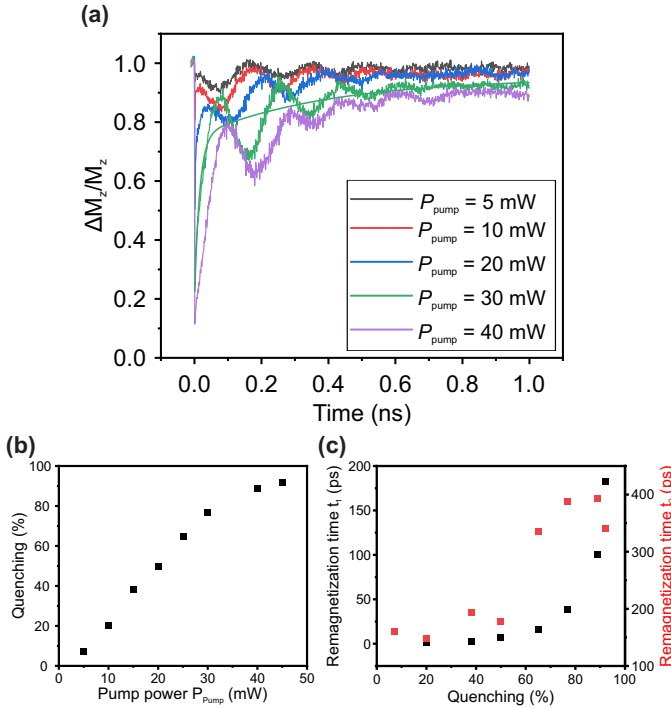 (a)
1.0
0.8
0.6
0.4
0.2
0.0
ΔM_z/M_z
P_pump = 5 mW
P_pump = 10 mW
P_pump = 20 mW
P_pump = 30 mW
P_pump = 40 mW
0.0 0.2 0.4 0.6 0.8 1.0
Time (ns)
(b)
100
80
60
40
20
0
Quenching (%)
0 10 20 30 40 50
Pump power P_Pump (mW)
(c)
200
150
100
50
0
Remagnetization time t_1 (ps)
400
300
200
100
Remagnetization time t_2 (ps)
20 40 60 80 100
Quenching (%)